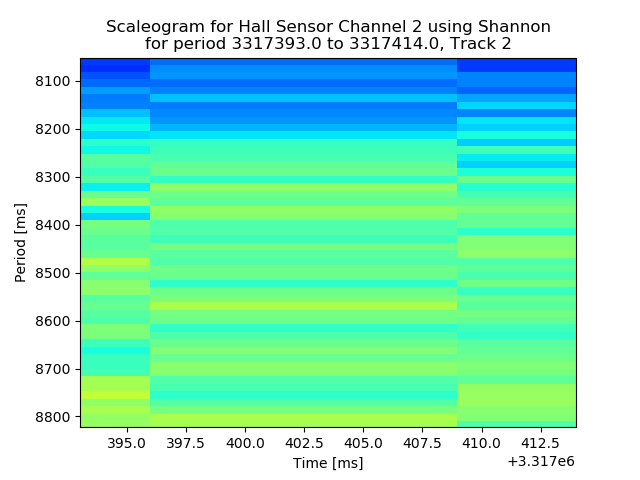 Scaleogram for Hall Sensor Channel 2 using Shannon
for period 3317393.0 to 3317414.0, Track 2
8100
8200
8300
8400
8500
8600
8700
8800
Period [ms]
395.0 397.5 400.0 402.5 405.0 407.5 410.0 412.5
Time [ms]
+3.317e6